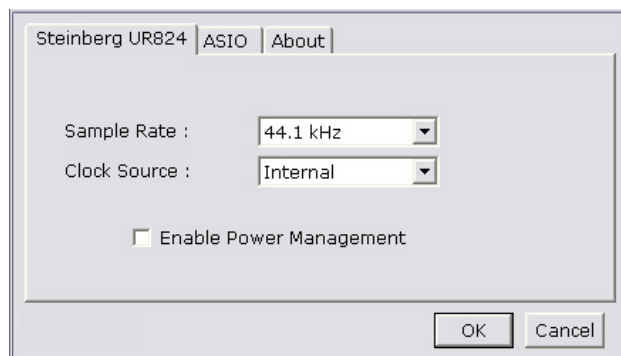 Steinberg UR824 ASIO About
Sample Rate : 44.1 kHz
Clock Source : Internal
Enable Power Management
OK Cancel